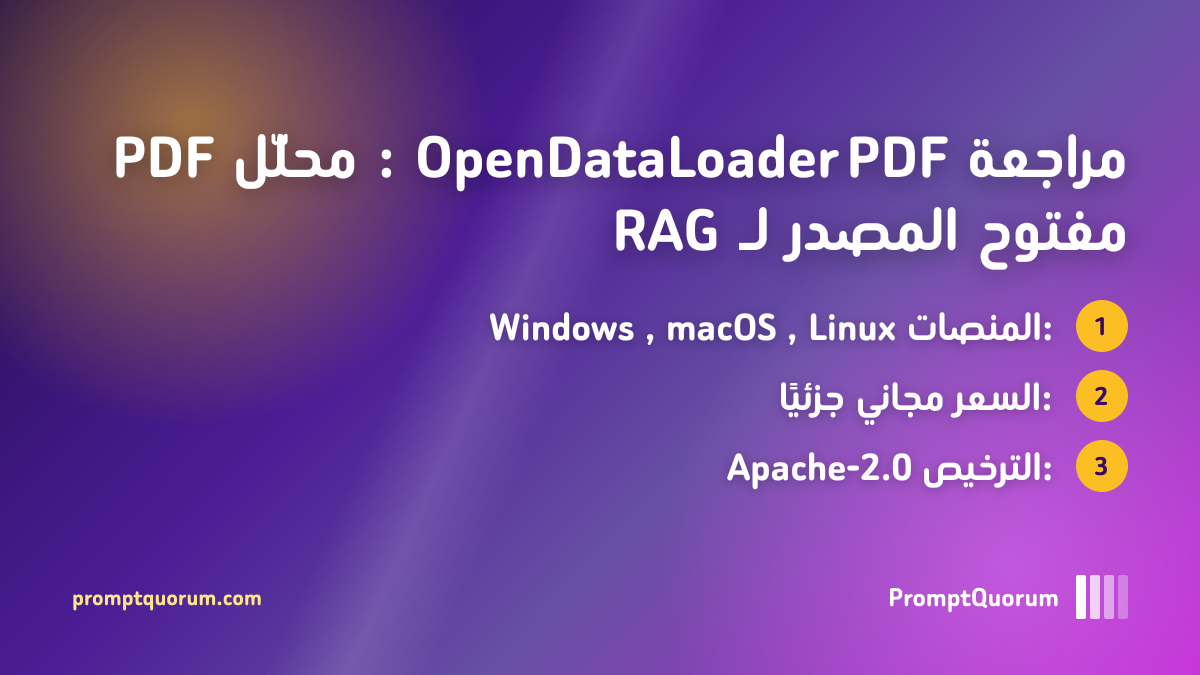 مراجعة OpenDataLoader PDF : محلّل PDF
مفتوح المصدر لـ RAG
1 :المنصات Windows , macOS , Linux
2 :السعر مجاني جزئيًا
3 :الترخيص Apache-2.0
PromptQuorum
promptquorum.com